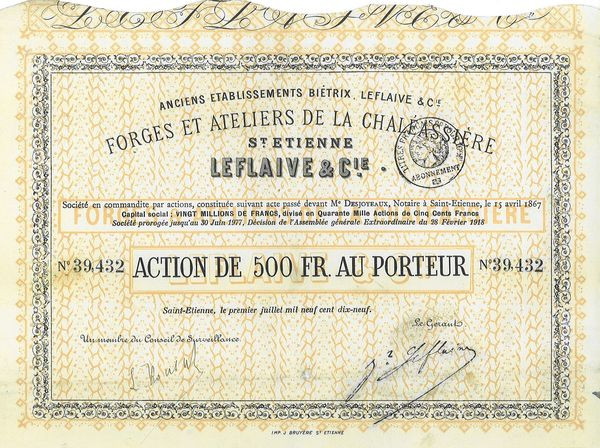 ANCIENS ETABLISSEMENTS BIÉTRIX, LEFLAIVE & Cie
FORGES ET ATELIERS DE LA CHALÉASSIÈRE
St ETIENNE
LEFLAIVE & Cie.
ABONNEMENT
Société en commandite par actions, constituée suivant acte passé devant Me DESJOYEAUX, Notaire à Saint-Etienne, le 15 avril 1867
Capital social : VINGT MILLIONS DE FRANCS, divisé en Quarante Mille Actions de Cinq Cents Francs
Société prorogée jusqu'au 30 Juin 1977, Décision de l'Assemblée générale Extraordinaire du 28 Février 1918
No 39,432 ACTION DE 500 FR. AU PORTEUR No 39,432
Saint-Etienne, le premier juillet mil neuf cent dix-neuf.
Un membre du Conseil de Surveillance Le Gérant
IMP. J. BRUYÈRE St ETIENNE